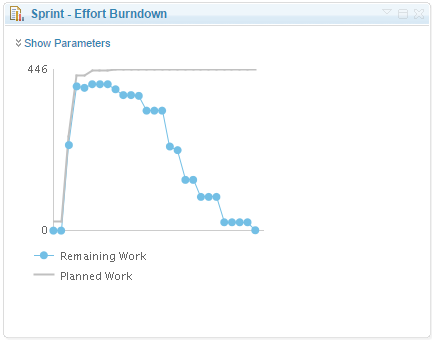 Sprint - Effort Burndown
Show Parameters
446
0
Remaining Work
Planned Work